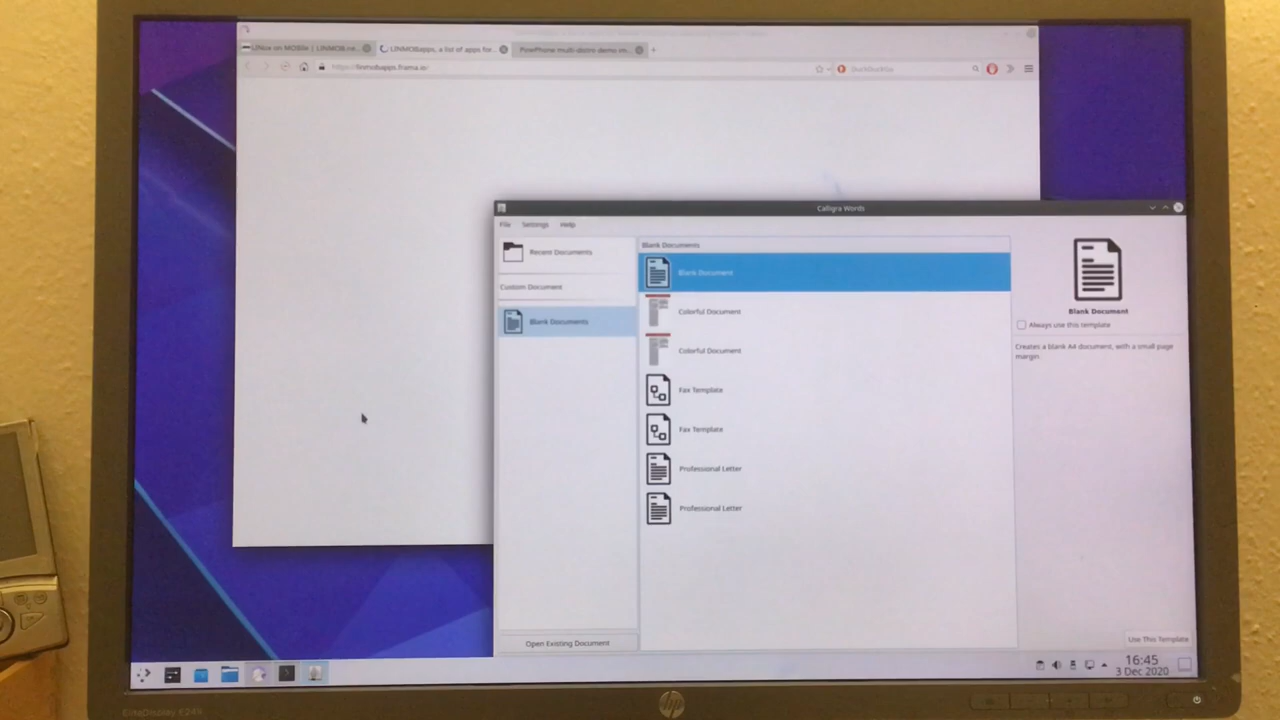 LINux on MOBile | LINMOB.ne...
LINMOBapps, a list of apps for...
PinePhone multi-distro demo im...
https://linmobapps.frama.io
DuckDuckGo
Calligra Words
File Settings Help
Recent Documents
Custom Document
Blank Documents
Open Existing Document
Blank Documents
Blank Document
Colorful Document
Colorful Document
Fax Template
Fax Template
Professional Letter
Professional Letter
Blank Document
Always use this template
Creates a blank A4 document, with a small page
margin.
Use This Template
16:45
3 Dec 2020
hp
EliteDisplay